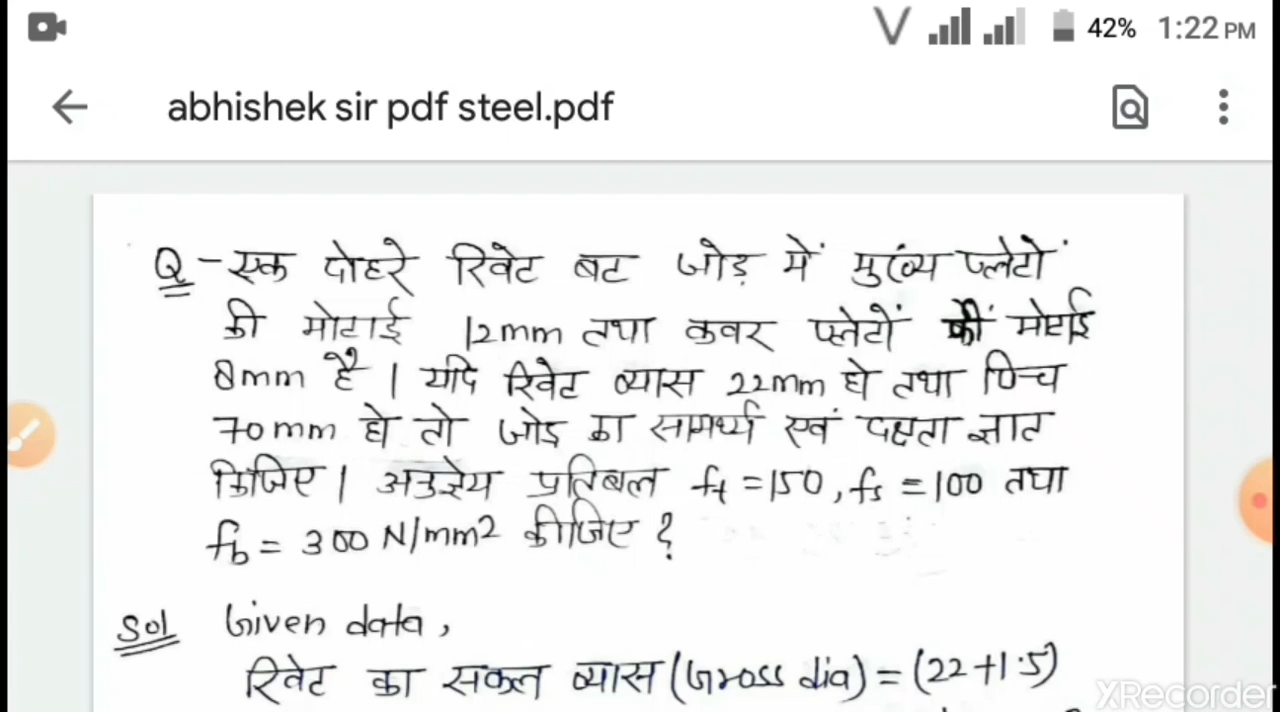 V 42% 1:22 PM
abhishek sir pdf steel.pdf
Q - एक दोहरे रिवेट बट जोड़ में मुख्य प्लेटों
की मोटाई 12mm तथा कवर प्लेटों की मोटाई
8mm है । यदि रिवेट व्यास 22mm हो तथा पिच
70mm हो तो जोड का सामर्थ्य एवं दक्षता ज्ञात
किजिए । अनुज्ञेय प्रतिबल ft = 150, fs = 100 तथा
fb = 300 N/mm2 कीजिए ?
Sol Given data,
रिवेट का सकल व्यास (Gross dia) = (22+1.5)
XRecorder